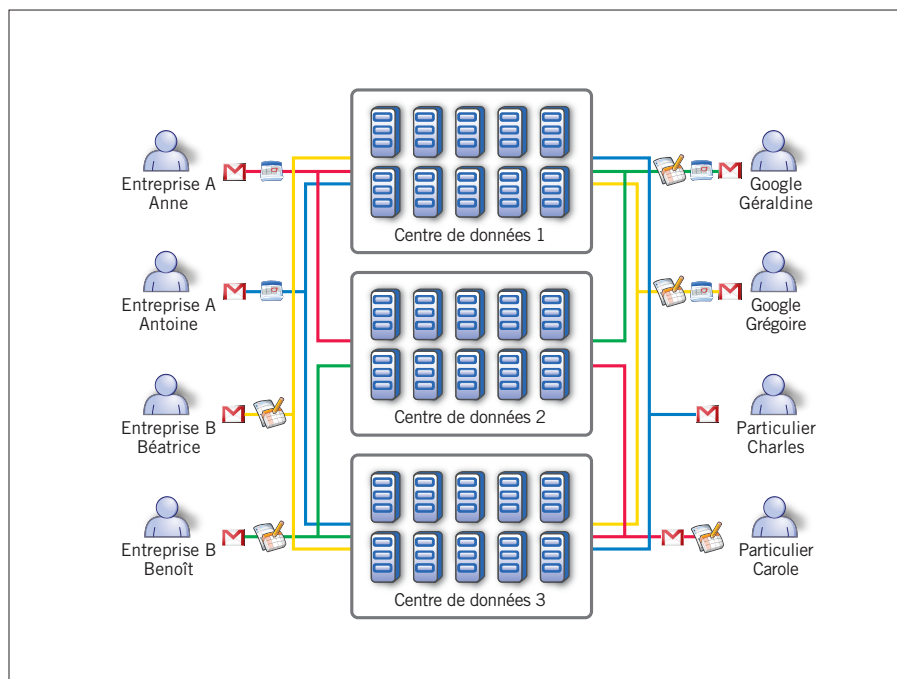 Entreprise A
Anne
Entreprise A
Antoine
Entreprise B
Béatrice
Entreprise B
Benoît
Centre de données 1
Centre de données 2
Centre de données 3
Google
Géraldine
Google
Grégoire
Particulier
Charles
Particulier
Carole